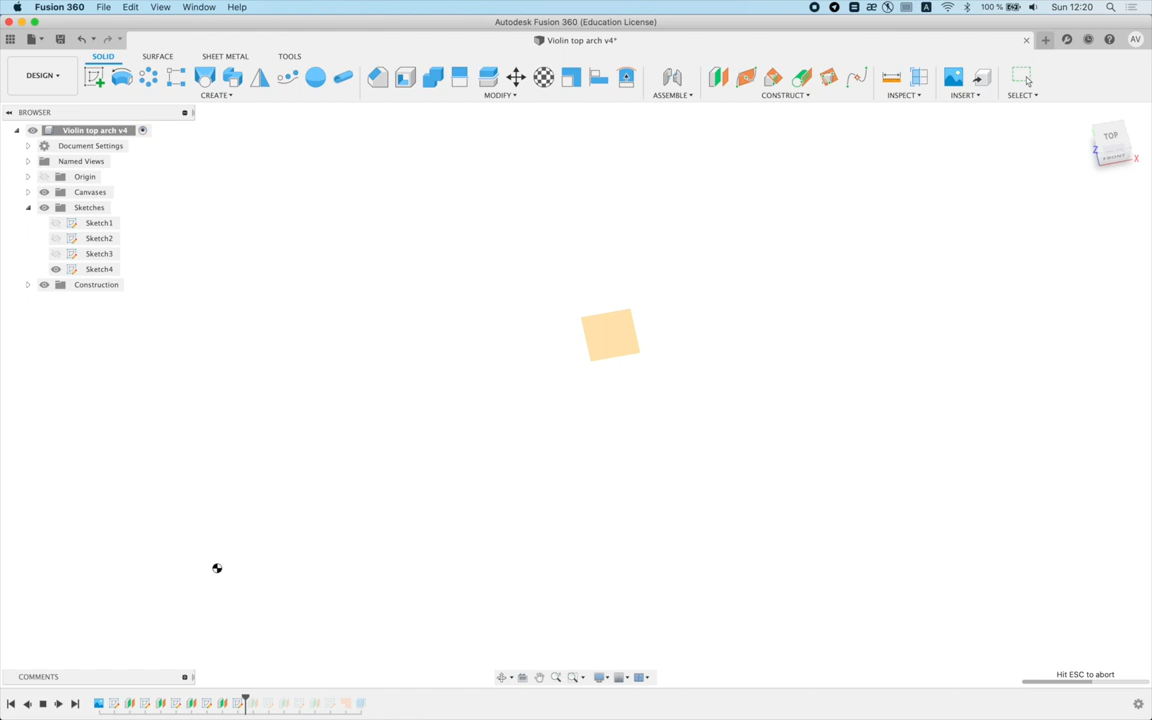 Fusion 360 File Edit View Window Help 100 % Sun 12:20
Autodesk Fusion 360 (Education License)
Violin top arch v4*
AV
SOLID SURFACE SHEET METAL TOOLS
DESIGN
CREATE MODIFY ASSEMBLE CONSTRUCT INSPECT INSERT SELECT
BROWSER
Violin top arch v4
Document Settings
Named Views
Origin
Canvases
Sketches
Sketch1
Sketch2
Sketch3
Sketch4
Construction
TOP
FRONT
Z
X
COMMENTS
Hit ESC to abort